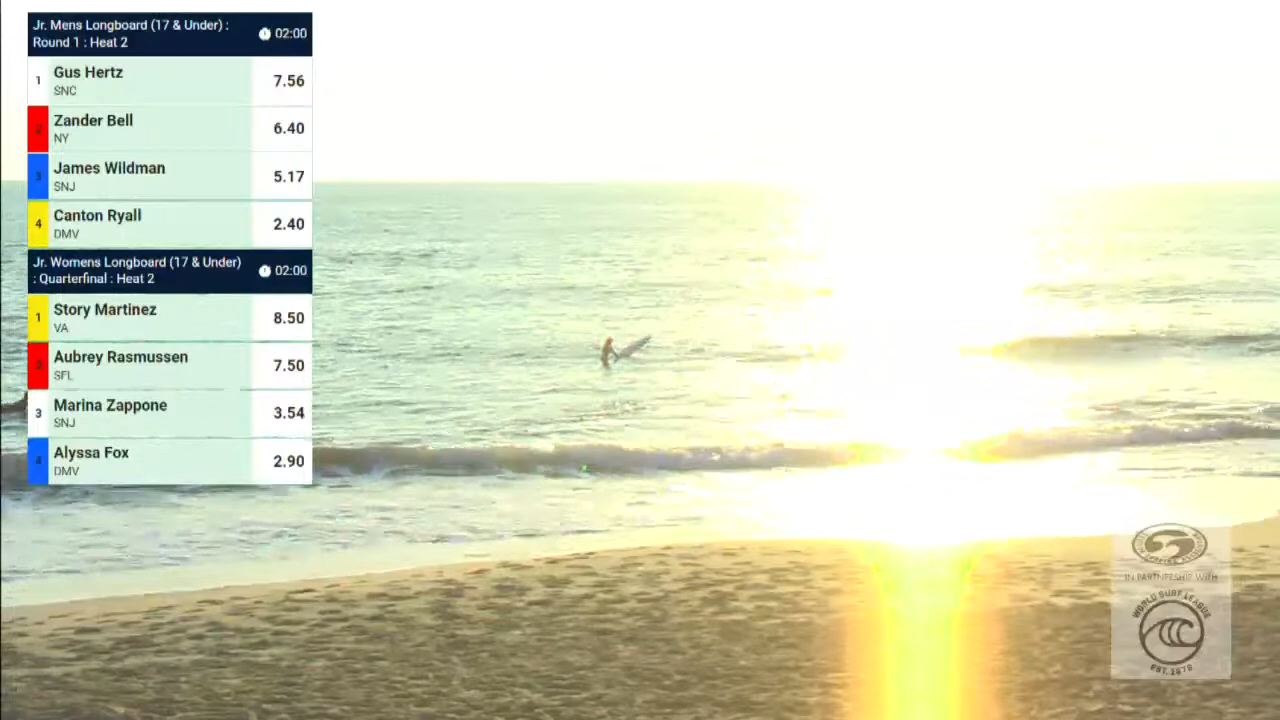 Jr. Mens Longboard (17 & Under) :
Round 1 : Heat 2
02:00
1
Gus Hertz
SNC
7.56
2
Zander Bell
NY
6.40
3
James Wildman
SNJ
5.17
4
Canton Ryall
DMV
2.40
Jr. Womens Longboard (17 & Under)
: Quarterfinal : Heat 2
02:00
1
Story Martinez
VA
8.50
2
Aubrey Rasmussen
SFL
7.50
3
Marina Zappone
SNJ
3.54
4
Alyssa Fox
DMV
2.90
IN PARTNERSHIP WITH
WORLD SURF LEAGUE
EST. 1976